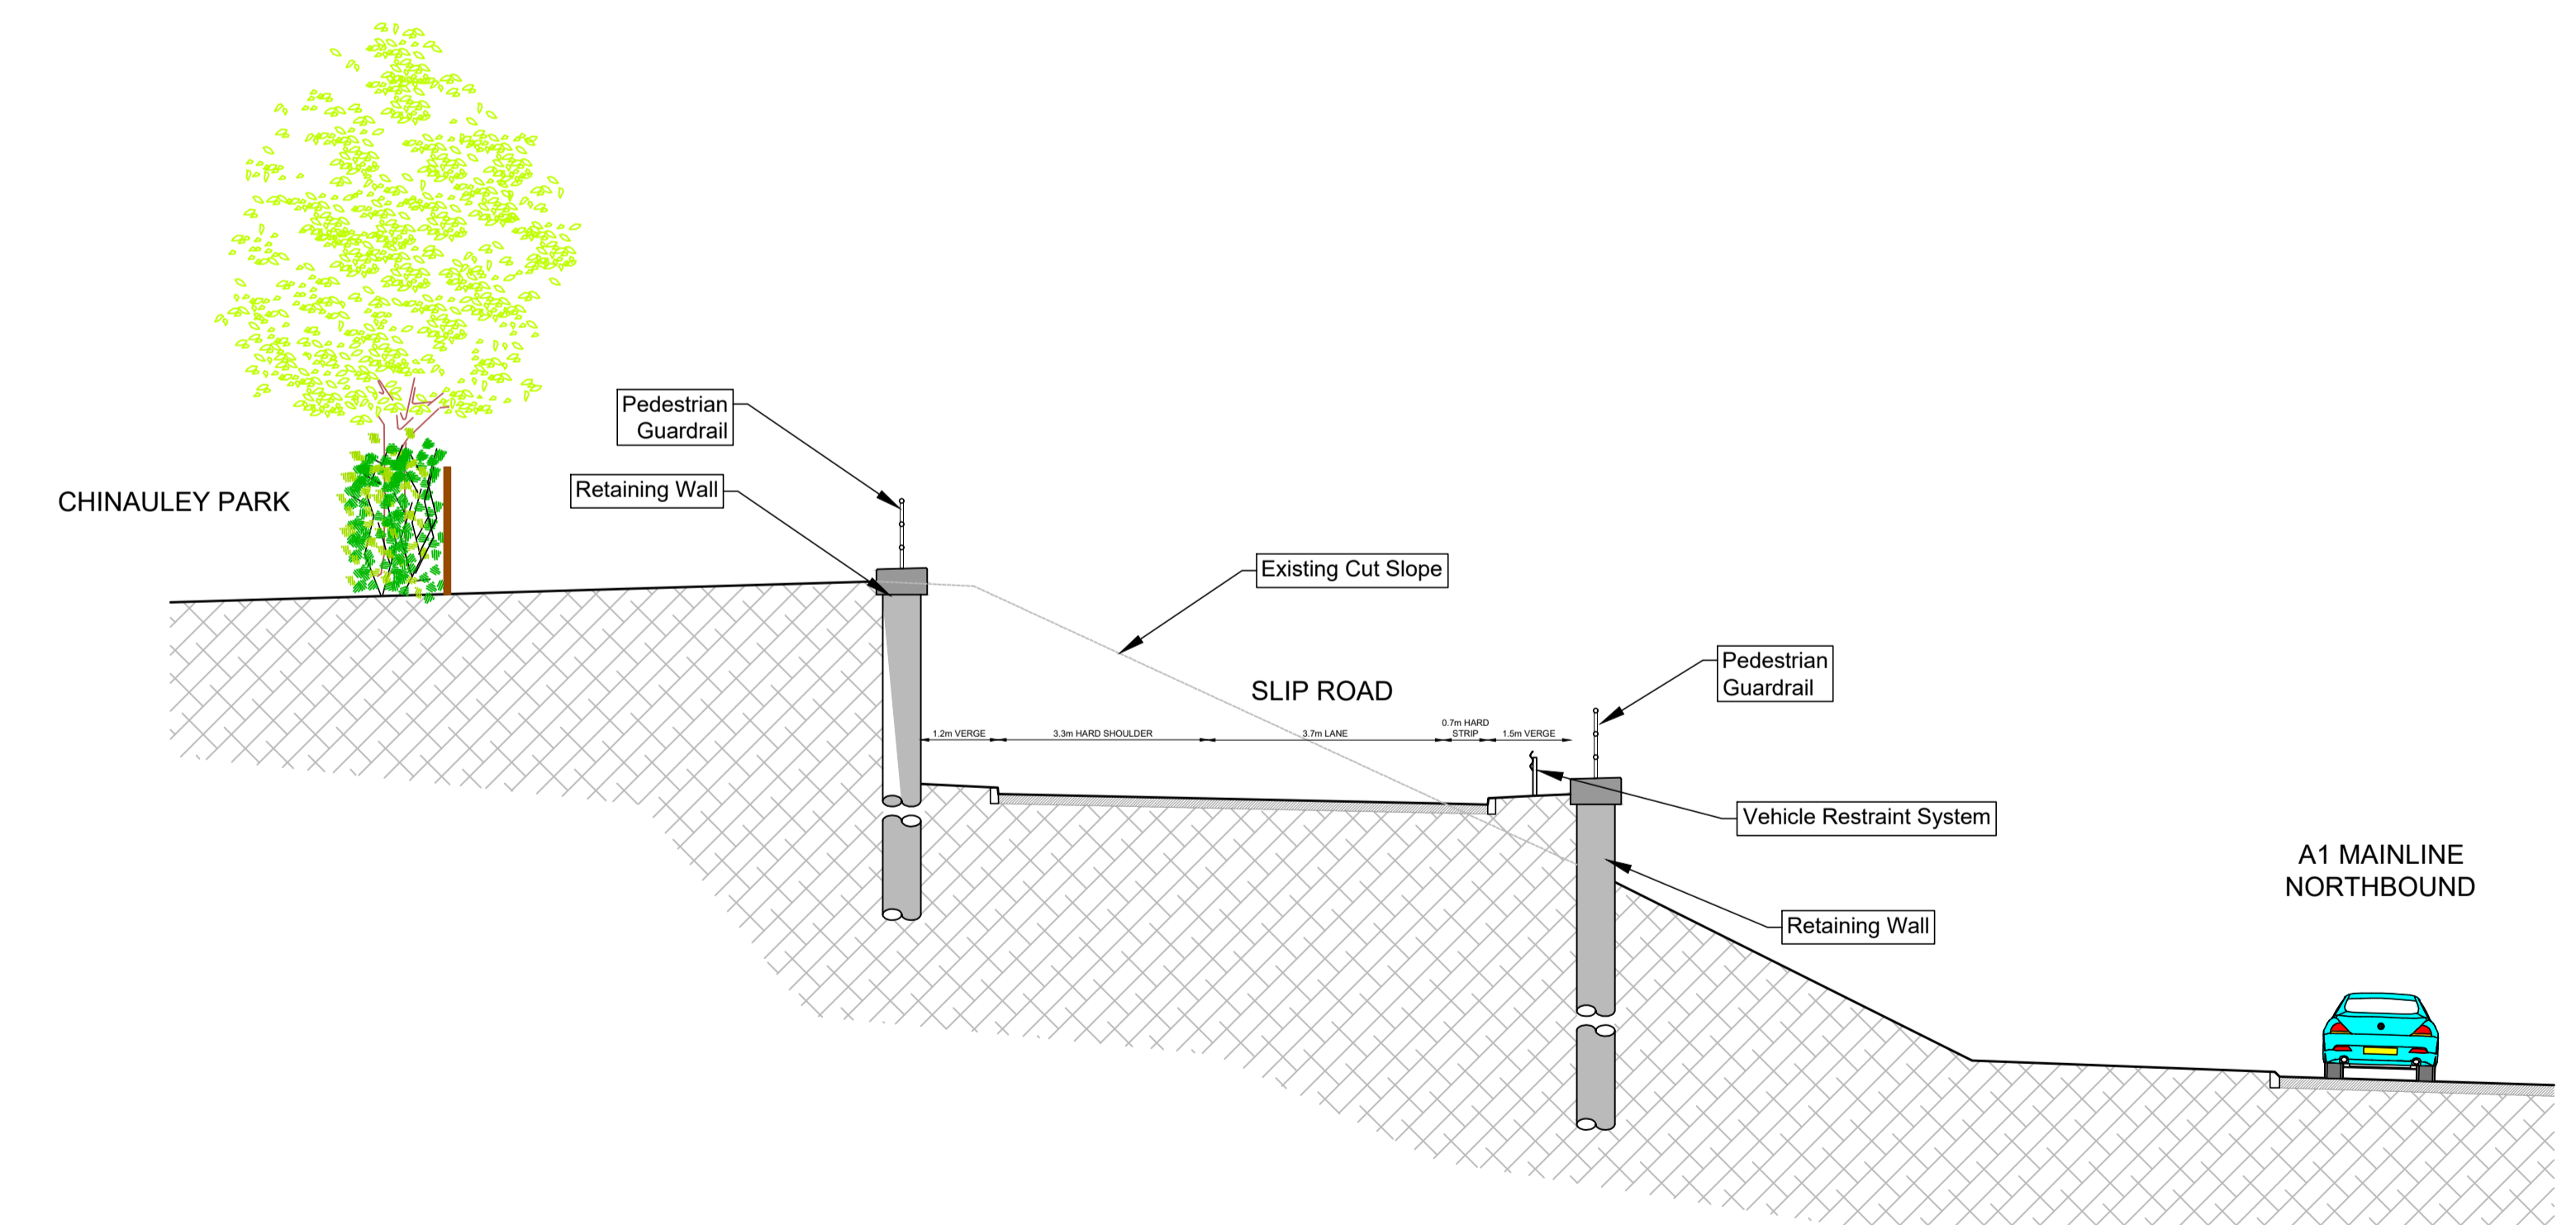 Pedestrian
Guardrail
Retaining Wall
CHINAULEY PARK
Existing Cut Slope
SLIP ROAD
Pedestrian
Guardrail
1.2m VERGE
3.3m HARD SHOULDER
3.7m LANE
0.7m HARD
STRIP
1.5m VERGE
Vehicle Restraint System
A1 MAINLINE
NORTHBOUND
Retaining Wall